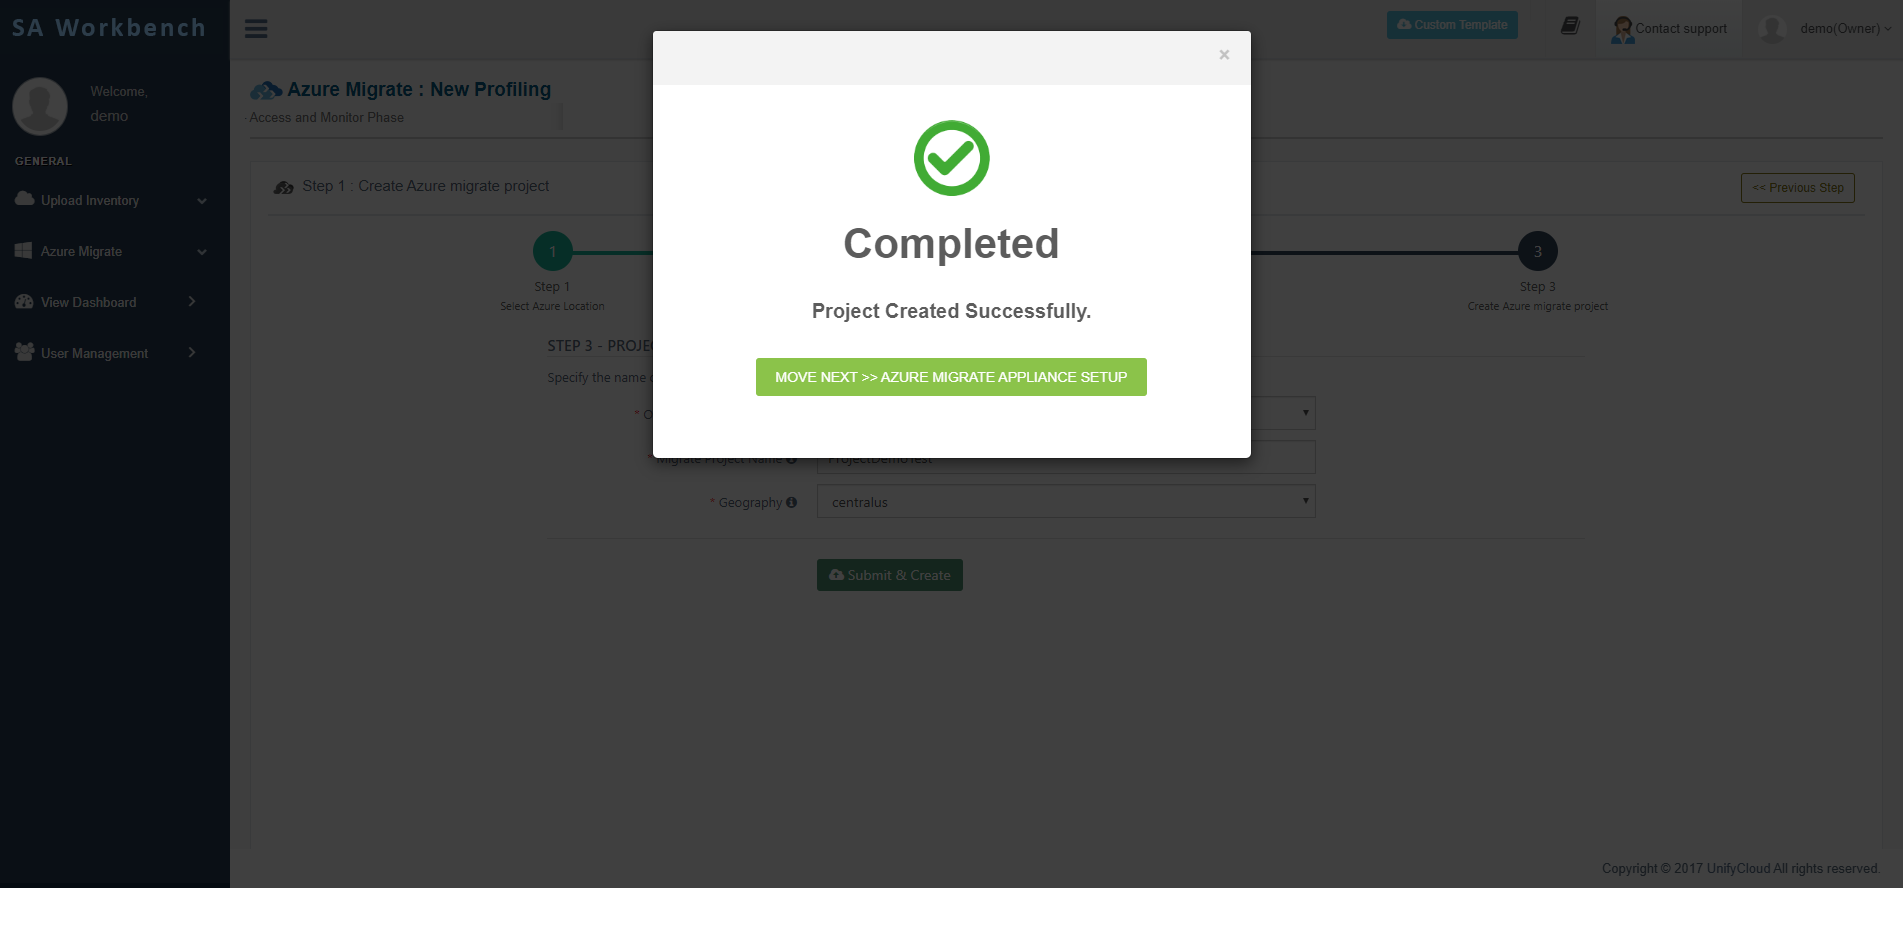 SA Workbench
Custom Template
Contact support
demo(Owner)
×
Welcome,
demo
Azure Migrate : New Profiling
Access and Monitor Phase
GENERAL
Upload Inventory
Azure Migrate
View Dashboard
User Management
Step 1 : Create Azure migrate project
<< Previous Step
1
Step 1
Select Azure Location
3
Step 3
Create Azure migrate project
Completed
Project Created Successfully.
MOVE NEXT >> AZURE MIGRATE APPLIANCE SETUP
STEP 3 - PROJE
Specify the name
* Migrate Project Name
ProjectDemoTest
* Geography
centralus
Submit & Create
Copyright © 2017 UnifyCloud All rights reserved.